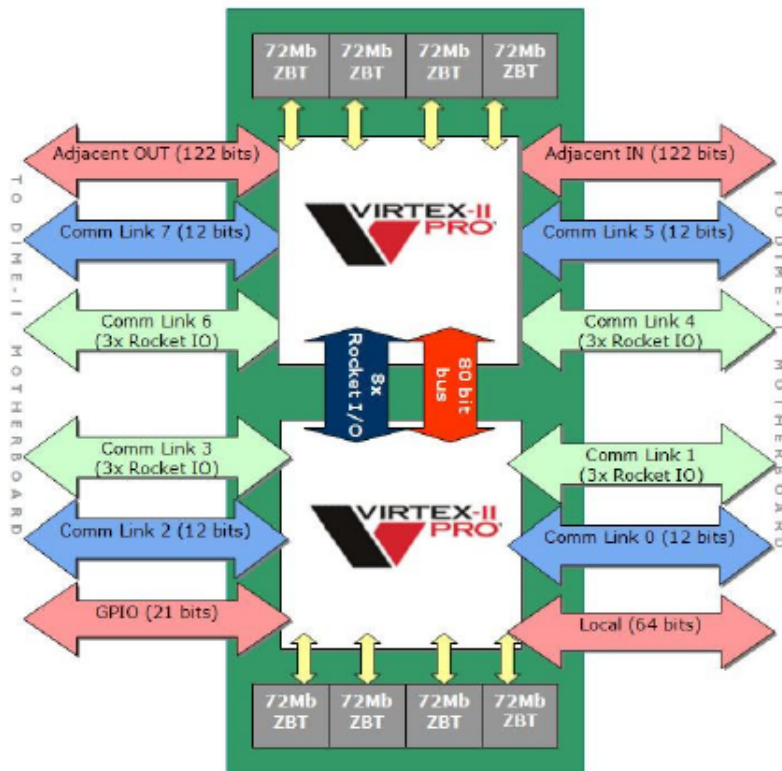 72Mb
ZBT
72Mb
ZBT
72Mb
ZBT
72Mb
ZBT
Adjacent OUT (122 bits)
Adjacent IN (122 bits)
VIRTEX-II
PRO
Comm Link 7 (12 bits)
Comm Link 5 (12 bits)
Comm Link 6
(3x Rocket IO)
Comm Link 4
(3x Rocket IO)
8x
Rocket I/O
80 bit
bus
Comm Link 3
(3x Rocket IO)
Comm Link 1
(3x Rocket IO)
VIRTEX-II
PRO
Comm Link 2 (12 bits)
Comm Link 0 (12 bits)
GPIO (21 bits)
Local (64 bits)
72Mb
ZBT
72Mb
ZBT
72Mb
ZBT
72Mb
ZBT
TO DIME-II MOTHERBOARD
TO DIME-II MOTHERBOARD